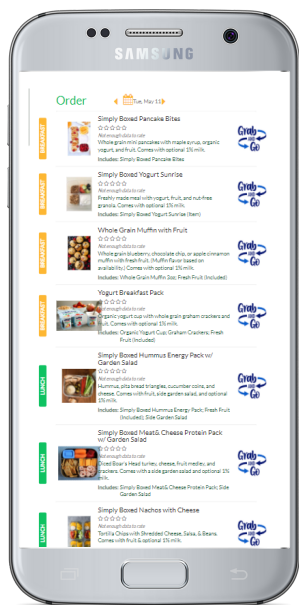 SAMSUNG
Order
Tue, May 11
BREAKFAST
Simply Boxed Pancake Bites
Not enough data to rate
Whole grain mini pancakes with maple syrup, organic
yogurt, and fruit. Comes with optional 1% milk.
Includes: Simply Boxed Pancake Bites
Grab
AND
Go
BREAKFAST
Simply Boxed Yogurt Sunrise
Not enough data to rate
Freshly made meal with yogurt, fruit, and nut-free
granola. Comes with optional 1% milk.
Includes: Simply Boxed Yogurt Sunrise (Item)
Grab
AND
Go
BREAKFAST
Whole Grain Muffin with Fruit
Not enough data to rate
Whole grain blueberry, chocolate chip, or apple cinnamon
muffin with fresh fruit. (Muffin flavor based on
availability.) Comes with optional 1% milk.
Includes: Whole Grain Muffin 2oz; Fresh Fruit (Included)
Grab
AND
Go
BREAKFAST
Yogurt Breakfast Pack
Not enough data to rate
Organic yogurt cup with whole grain graham crackers and
fruit. Comes with optional 1% milk.
Includes: Organic Yogurt Cup; Graham Crackers; Fresh
Fruit (Included)
Grab
AND
Go
LUNCH
Simply Boxed Hummus Energy Pack w/
Garden Salad
Not enough data to rate
Hummus, pita bread triangles, cucumber coins, and
cheese. Comes with fruit, side garden salad, and optional
1% milk.
Includes: Simply Boxed Hummus Energy Pack; Fresh Fruit
(Included); Side Garden Salad
Grab
AND
Go
LUNCH
Simply Boxed Meat& Cheese Protein Pack
w/ Garden Salad
Not enough data to rate
Sliced Boar's Head turkey, cheese, fruit medley, and
crackers. Comes with a side garden salad and optional 1%
milk.
Includes: Simply Boxed Meat& Cheese Protein Pack; Side
Garden Salad
Grab
AND
Go
LUNCH
Simply Boxed Nachos with Cheese
Not enough data to rate
Tortilla Chips with Shredded Cheese, Salsa, & Beans.
Comes with fruit & optional 1% milk.
Grab
AND
Go